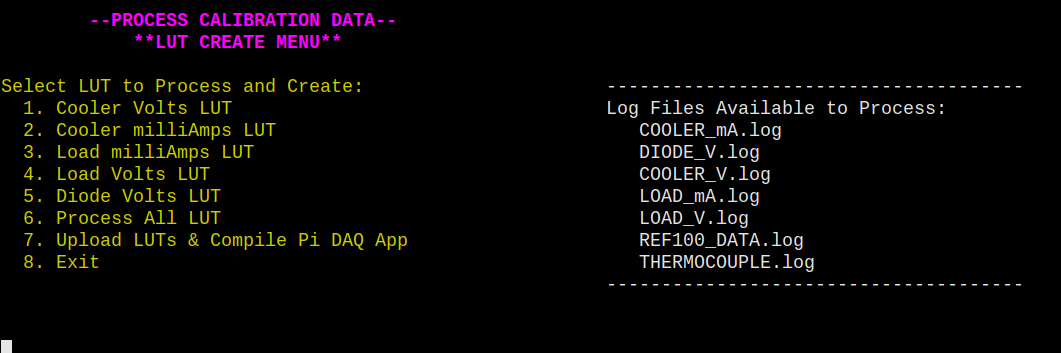 --PROCESS CALIBRATION DATA--
**LUT CREATE MENU**
Select LUT to Process and Create:
1. Cooler Volts LUT
2. Cooler milliAmps LUT
3. Load milliAmps LUT
4. Load Volts LUT
5. Diode Volts LUT
6. Process All LUT
7. Upload LUTs & Compile Pi DAQ App
8. Exit
--------------------------------------
Log Files Available to Process:
COOLER_mA.log
DIODE_V.log
COOLER_V.log
LOAD_mA.log
LOAD_V.log
REF100_DATA.log
THERMOCOUPLE.log
--------------------------------------